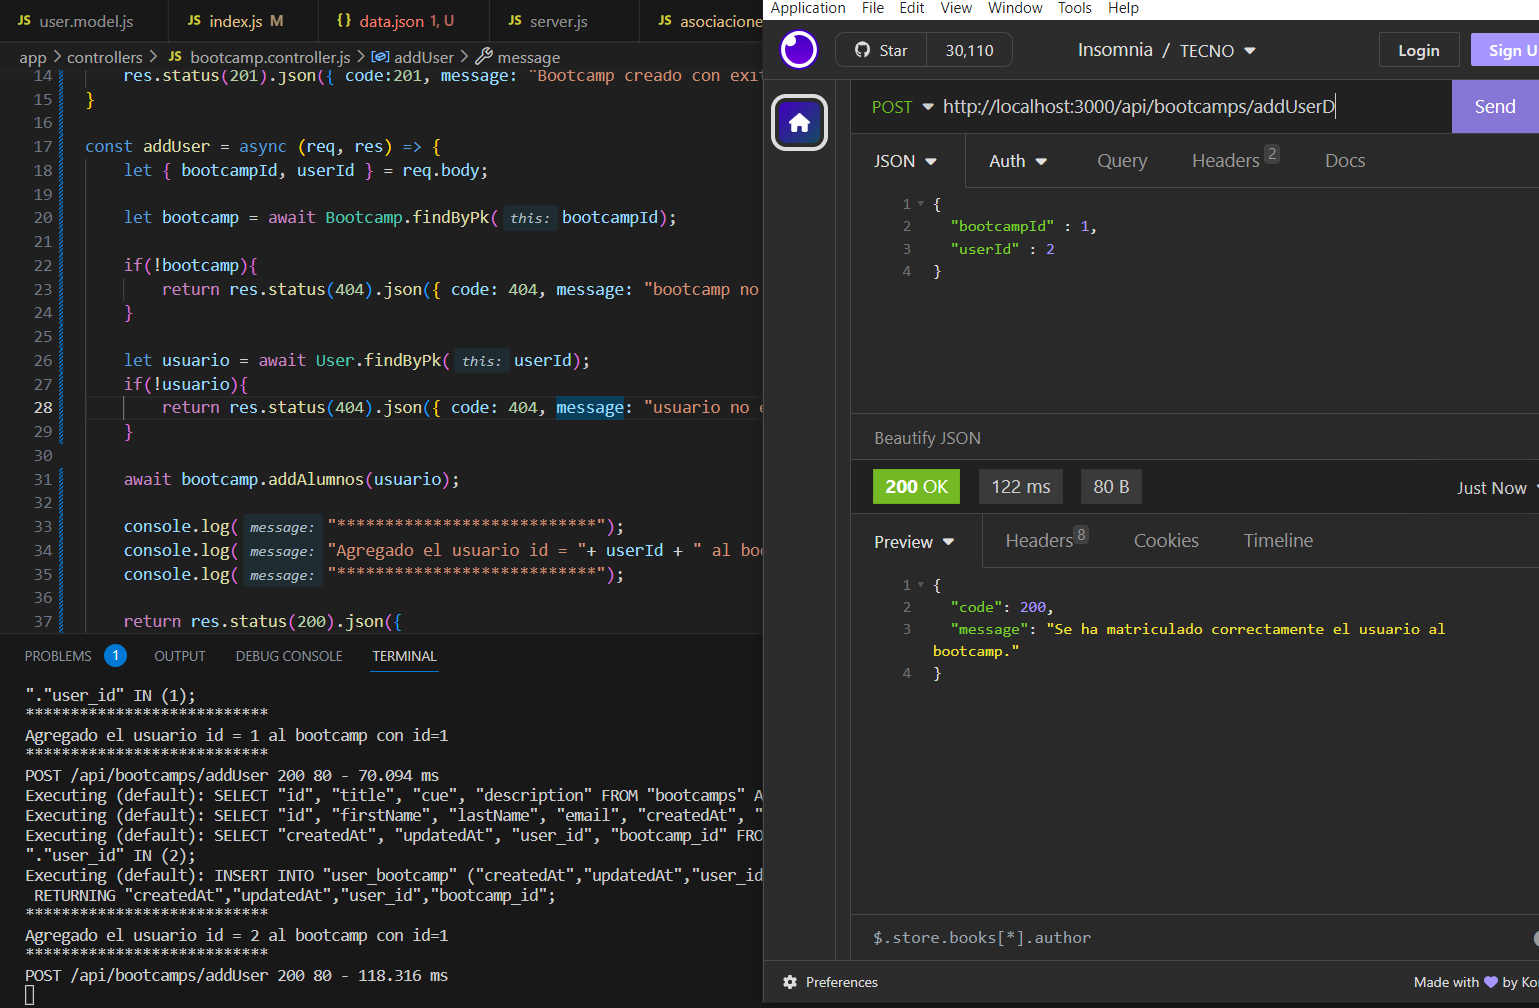 JS user.model.js
JS index.js M
{} data.json 1, U
JS server.js
JS asociacione
app > controllers > JS bootcamp.controller.js > addUser > message
14 res.status(201).json({ code:201, message: "Bootcamp creado con exi
15 }
16
17 const addUser = async (req, res) => {
18 let { bootcampId, userId } = req.body;
19
20 let bootcamp = await Bootcamp.findByPk( this: bootcampId);
21
22 if(!bootcamp){
23 return res.status(404).json({ code: 404, message: "bootcamp no
24 }
25
26 let usuario = await User.findByPk( this: userId);
27 if(!usuario){
28 return res.status(404).json({ code: 404, message: "usuario no
29 }
30
31 await bootcamp.addAlumnos(usuario);
32
33 console.log( message: "***************************");
34 console.log( message: "Agregado el usuario id = "+ userId + " al bo
35 console.log( message: "***************************");
36
37 return res.status(200).json({
PROBLEMS 1 OUTPUT DEBUG CONSOLE TERMINAL
"."user_id" IN (1);
***************************
Agregado el usuario id = 1 al bootcamp con id=1
***************************
POST /api/bootcamps/addUser 200 80 - 70.094 ms
Executing (default): SELECT "id", "title", "cue", "description" FROM "bootcamps" A
Executing (default): SELECT "id", "firstName", "lastName", "email", "createdAt", "
Executing (default): SELECT "createdAt", "updatedAt", "user_id", "bootcamp_id" FRO
"."user_id" IN (2);
Executing (default): INSERT INTO "user_bootcamp" ("createdAt","updatedAt","user_id
RETURNING "createdAt","updatedAt","user_id","bootcamp_id";
***************************
Agregado el usuario id = 2 al bootcamp con id=1
***************************
POST /api/bootcamps/addUser 200 80 - 118.316 ms
Application File Edit View Window Tools Help
Star 30,110
Insomnia / TECNO
Login
Sign U
POST http://localhost:3000/api/bootcamps/addUserD
Send
JSON Auth Query Headers 2 Docs
1 {
2 "bootcampId" : 1,
3 "userId" : 2
4 }
Beautify JSON
200 OK 122 ms 80 B Just Now
Preview Headers 8 Cookies Timeline
1 {
2 "code": 200,
3 "message": "Se ha matriculado correctamente el usuario al
bootcamp."
4 }
$.store.books[*].author
Preferences
Made with by Ko